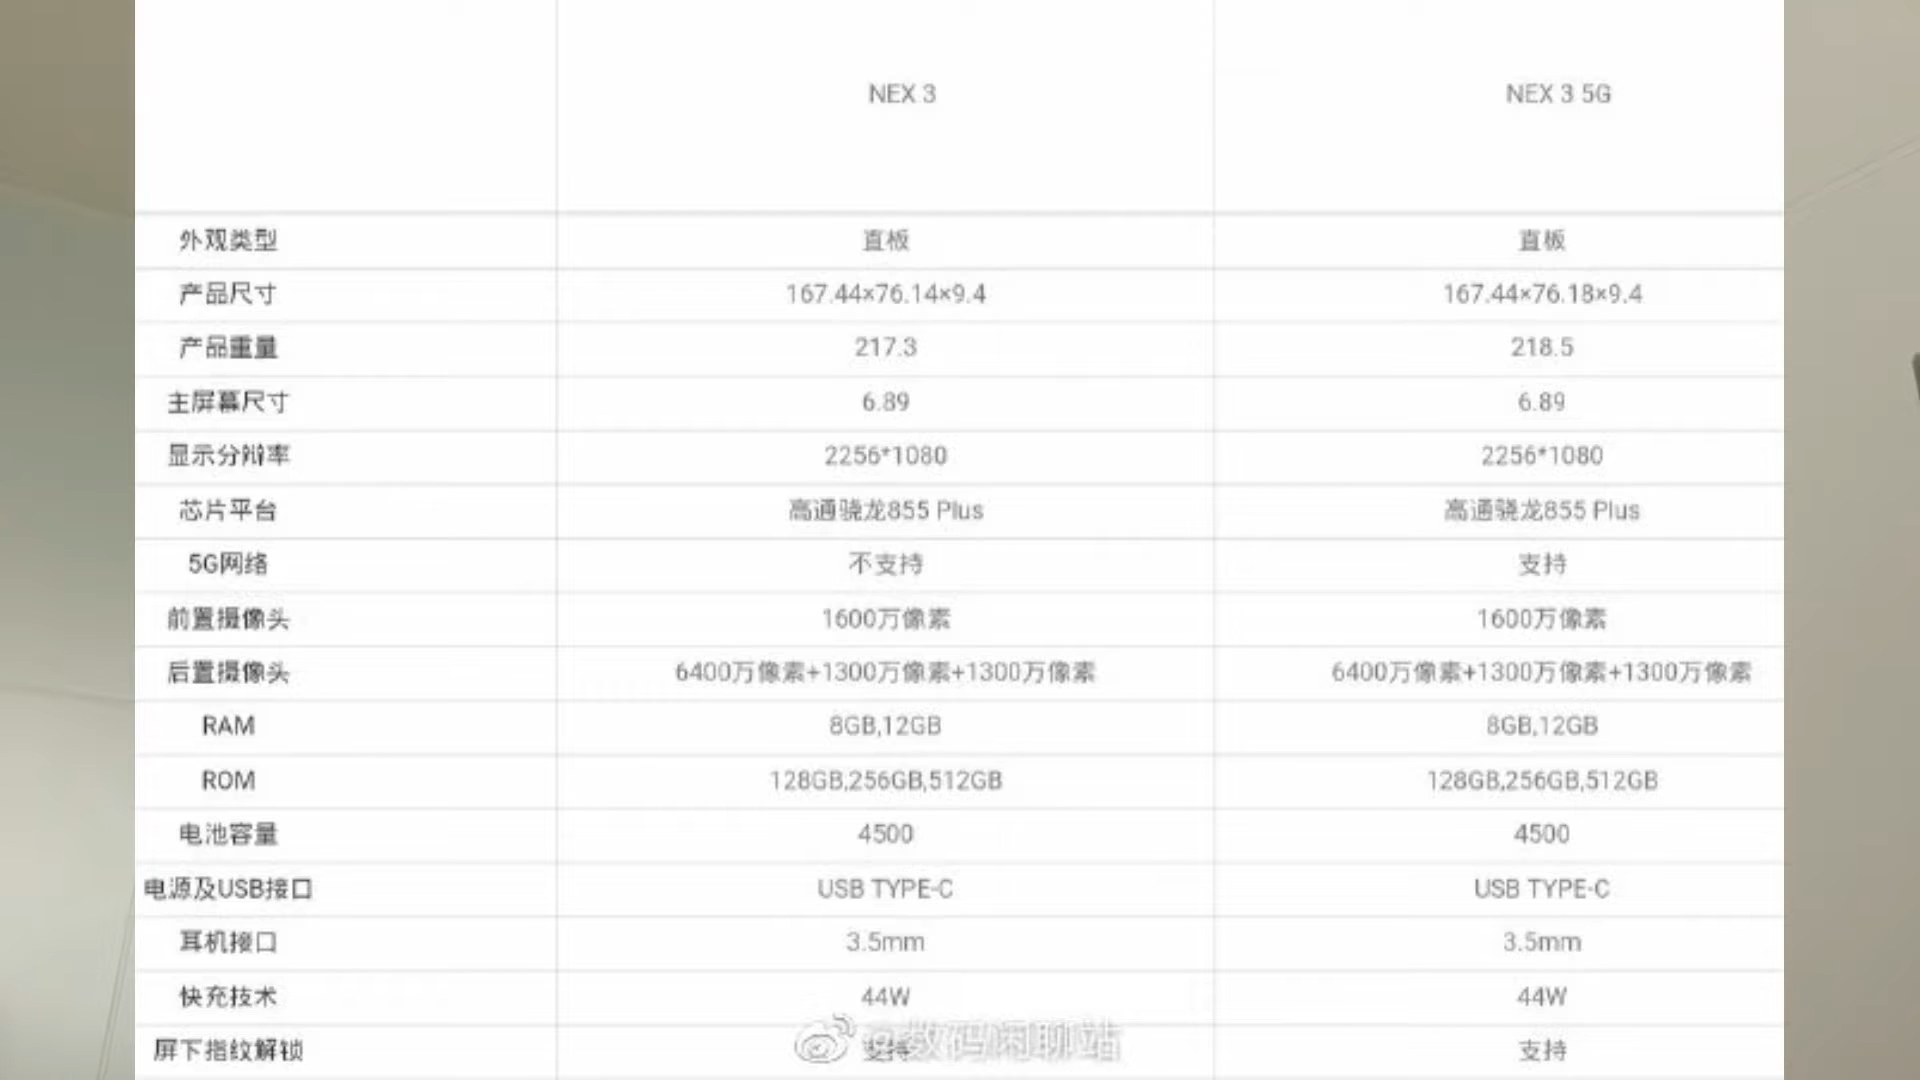 NEX 3 NEX 3 5G
外观类型 直板 直板
产品尺寸 167.44×76.14×9.4 167.44×76.18×9.4
产品重量 217.3 218.5
主屏幕尺寸 6.89 6.89
显示分辩率 2256*1080 2256*1080
芯片平台 高通骁龙855 Plus 高通骁龙855 Plus
5G网络 不支持 支持
前置摄像头 1600万像素 1600万像素
后置摄像头 6400万像素+1300万像素+1300万像素 6400万像素+1300万像素+1300万像素
RAM 8GB,12GB 8GB,12GB
ROM 128GB,256GB,512GB 128GB,256GB,512GB
电池容量 4500 4500
电源及USB接口 USB TYPE-C USB TYPE-C
耳机接口 3.5mm 3.5mm
快充技术 44W 44W
屏下指纹解锁 支持 支持
@数码闲聊站